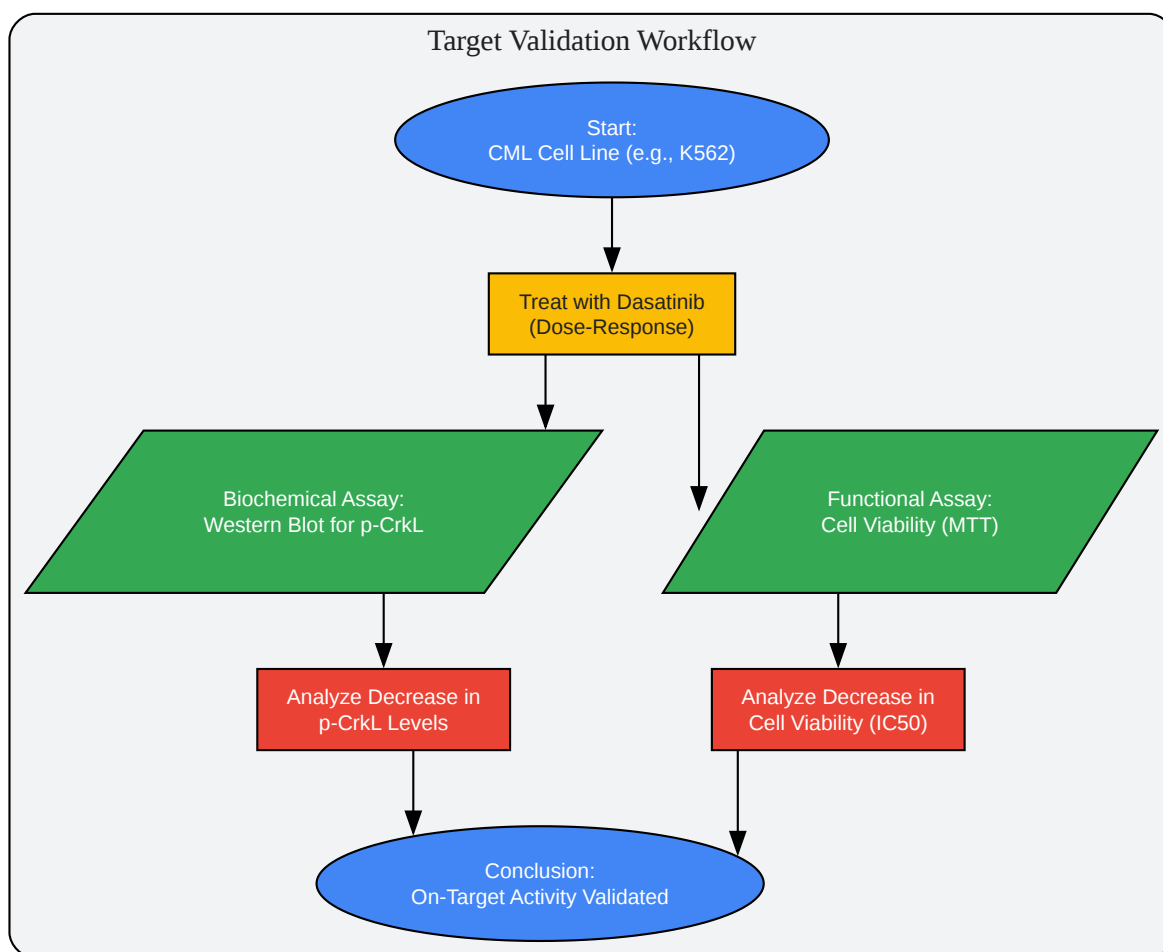 Target Validation Workflow
Start:
CML Cell Line (e.g., K562)
Treat with Dasatinib
(Dose-Response)
Biochemical Assay:
Western Blot for p-CrkL
Functional Assay:
Cell Viability (MTT)
Analyze Decrease in
p-CrkL Levels
Analyze Decrease in
Cell Viability (IC50)
Conclusion:
On-Target Activity Validated